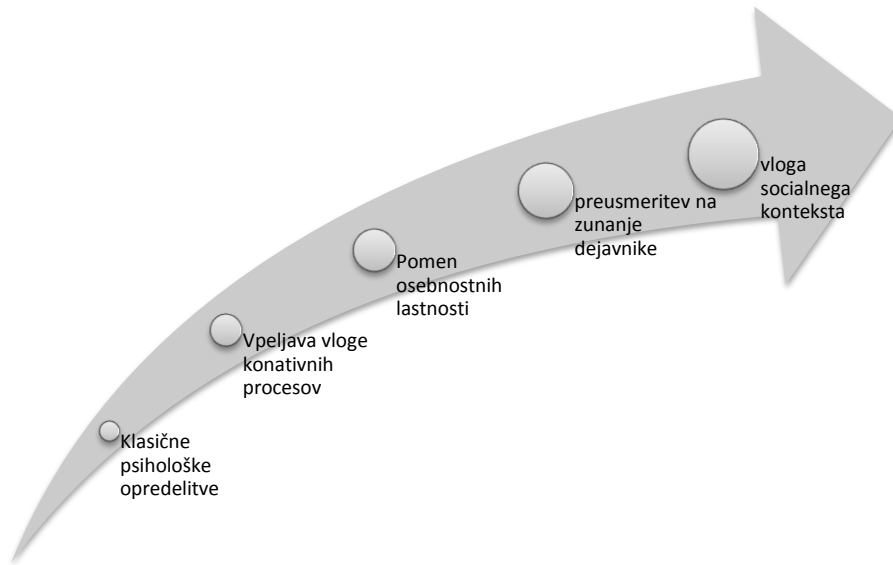 Klasične
psihološke
opredelitve
Vpeljava vloge
konativnih
procesov
Pomen
osebnostnih
lastnosti
preusmeritev na
zunanje
dejavnike
vloga
socialnega
konteksta